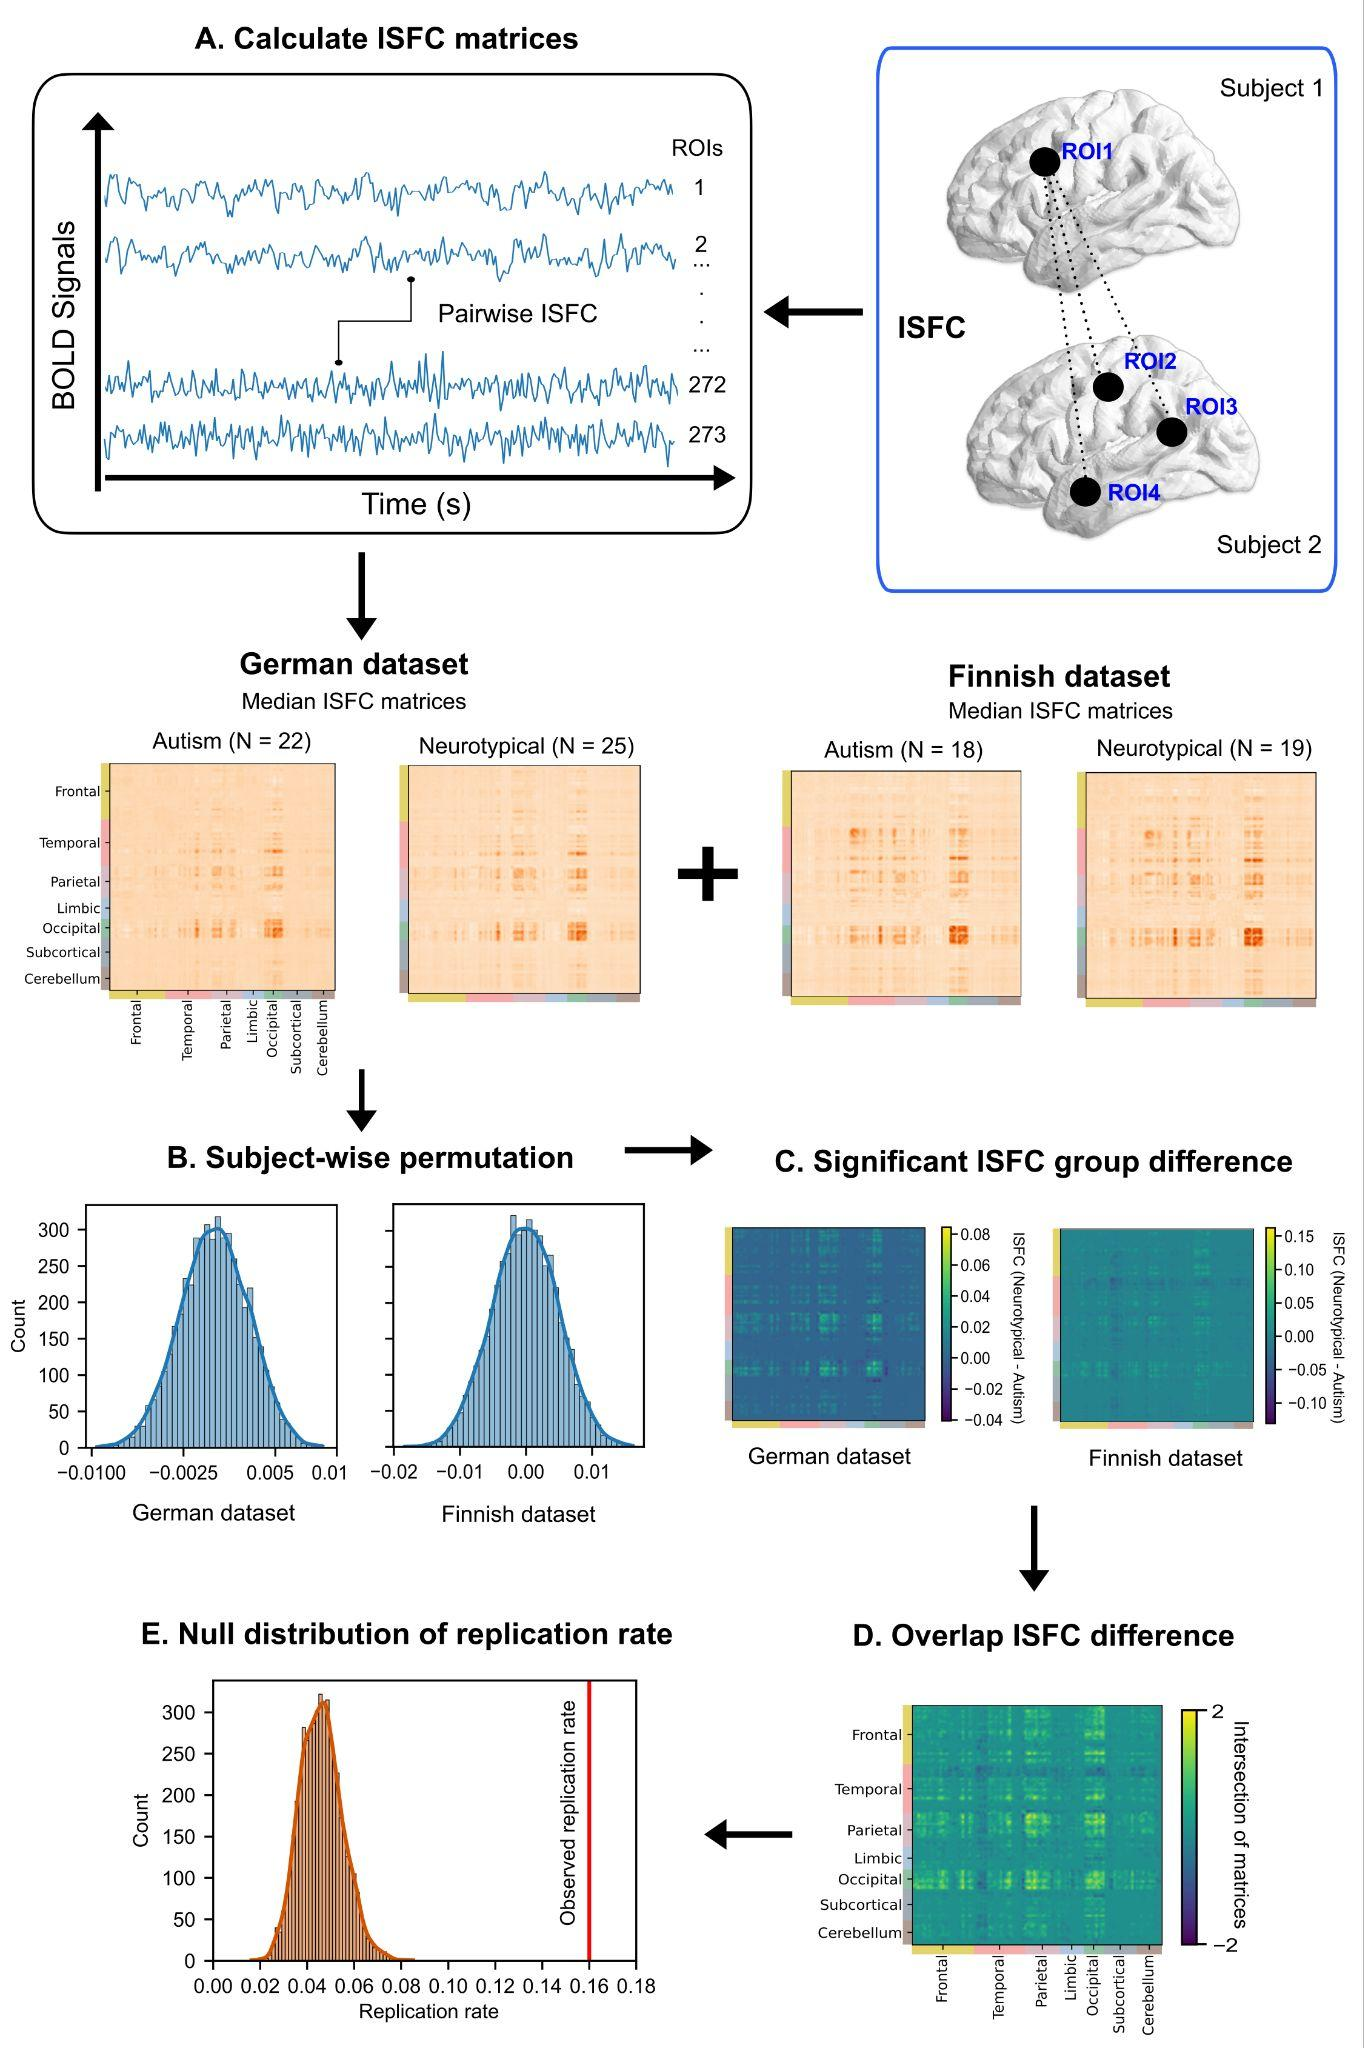 A. Calculate ISFC matrices
BOLD Signals
ROIs
1
2
...
.
.
...
272
273
Pairwise ISFC
Time (s)
Subject 1
ROI1
ISFC
ROI2
ROI3
ROI4
Subject 2
German dataset
Median ISFC matrices
Autism (N = 22)
Neurotypical (N = 25)
Frontal
Temporal
Parietal
Limbic
Occipital
Subcortical
Cerebellum
Frontal
Temporal
Parietal
Limbic
Occipital
Subcortical
Cerebellum
+
Finnish dataset
Median ISFC matrices
Autism (N = 18)
Neurotypical (N = 19)
B. Subject-wise permutation
Count
300
250
200
150
100
50
0
−0.0100 −0.0025 0.005 0.01
German dataset
−0.02 −0.01 0.00 0.01
Finnish dataset
C. Significant ISFC group difference
0.08
0.06
0.04
0.02
0.00
−0.02
−0.04
ISFC (Neurotypical - Autism)
German dataset
0.15
0.10
0.05
0.00
−0.05
−0.10
ISFC (Neurotypical - Autism)
Finnish dataset
D. Overlap ISFC difference
Frontal
Temporal
Parietal
Limbic
Occipital
Subcortical
Cerebellum
Frontal
Temporal
Parietal
Limbic
Occipital
Subcortical
Cerebellum
2
−2
Intersection of matrices
E. Null distribution of replication rate
Count
300
250
200
150
100
50
0
0.00 0.02 0.04 0.06 0.08 0.10 0.12 0.14 0.16 0.18
Replication rate
Observed replication rate